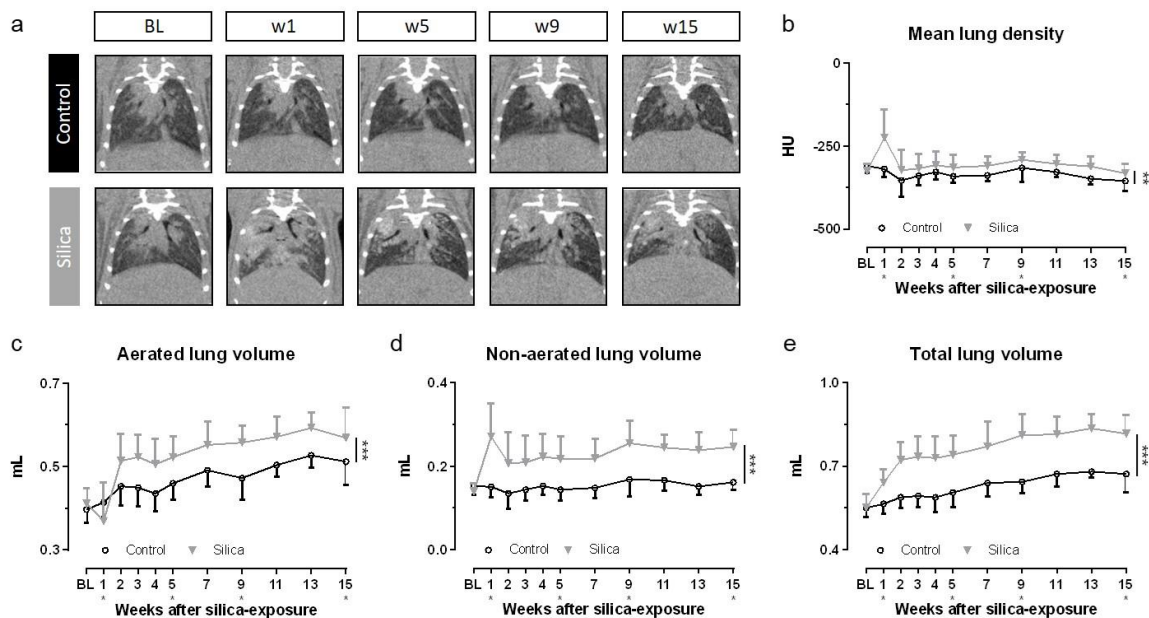 a
BL w1 w5 w9 w15
Control
Silica
b
Mean lung density
0
-250
-500
HU
Control Silica
BL 1 2 3 4 5 7 9 11 13 15
* * * *
Weeks after silica-exposure
**
c
Aerated lung volume
0.7
0.5
0.3
mL
***
Control Silica
BL 1 2 3 4 5 7 9 11 13 15
* * * *
Weeks after silica-exposure
d
Non-aerated lung volume
0.4
0.2
0.0
mL
***
Control Silica
BL 1 2 3 4 5 7 9 11 13 15
* * * *
Weeks after silica-exposure
e
Total lung volume
1.0
0.7
0.4
mL
***
Control Silica
BL 1 2 3 4 5 7 9 11 13 15
* * * *
Weeks after silica-exposure